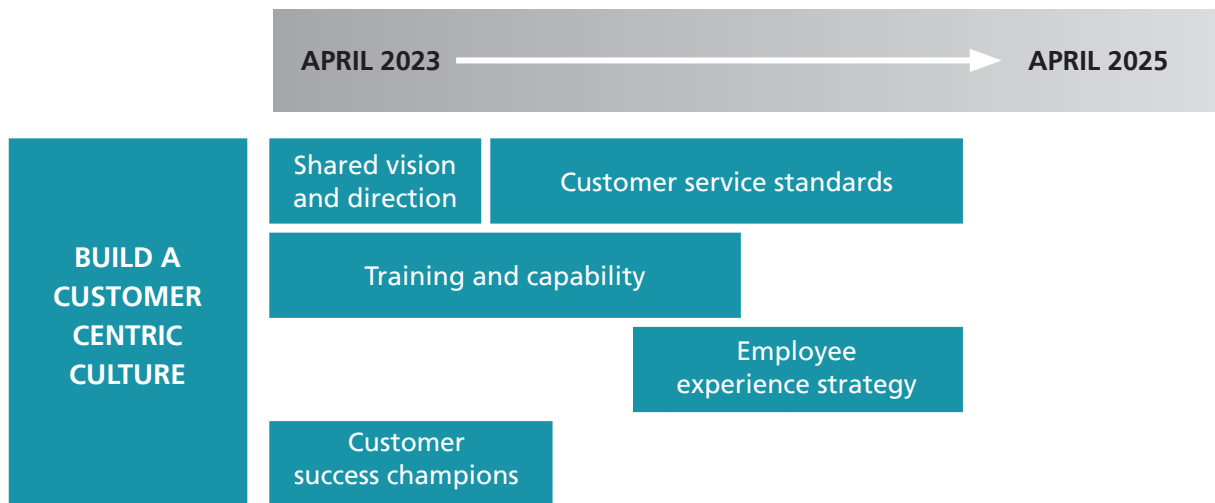 APRIL 2023
APRIL 2025
BUILD A
CUSTOMER
CENTRIC
CULTURE
Shared vision
and direction
Customer service standards
Training and capability
Employee
experience strategy
Customer
success champions